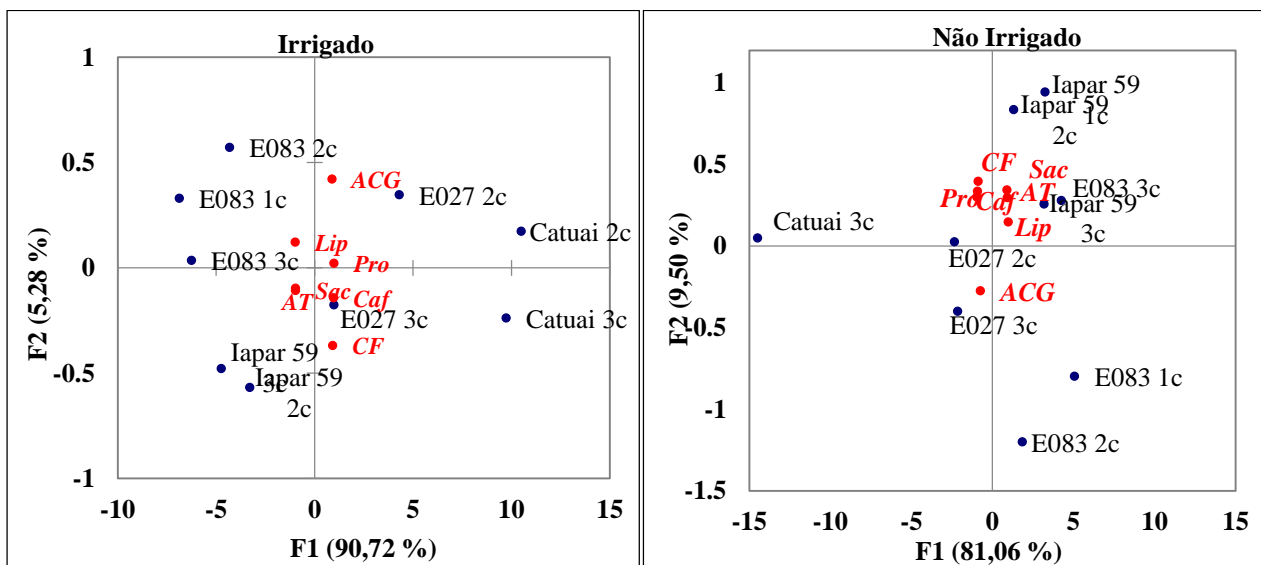 Irrigado
1
0.5
0
-0.5
-1
-10
-5
0
5
10
15
F2 (5,28 %)
F1 (90,72 %)
E083 2c
ACG
E083 1c
E027 2c
Catuai 2c
Lip
E083 3c
Pro
Sac
AT
Caf
E027 3c
Catuai 3c
CF
Iapar 59
3c
Iapar 59
2c
Não Irrigado
1
0.5
0
-0.5
-1
-1.5
-15
-10
-5
0
5
10
15
F2 (9,50 %)
F1 (81,06 %)
Iapar 59
1c
Iapar 59
2c
CF
Sac
Pro
Caf
AT
E083 3c
Iapar 59
3c
Lip
Catuai 3c
E027 2c
ACG
E027 3c
E083 1c
E083 2c